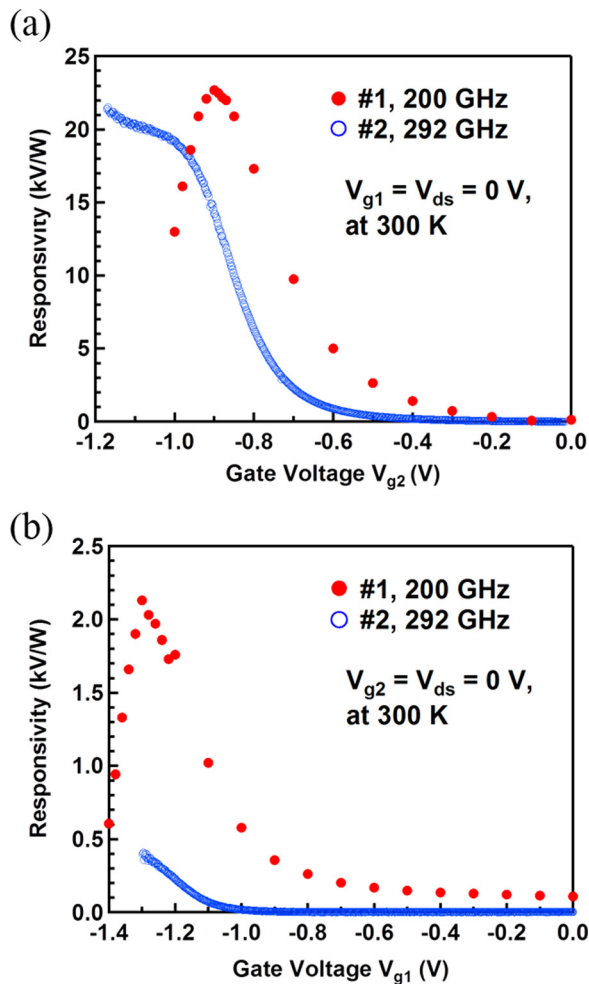 (a)
25
20
15
10
5
0
Responsivity (kV/W)
#1, 200 GHz
#2, 292 GHz
Vg1 = Vds = 0 V,
at 300 K
-1.2 -1.0 -0.8 -0.6 -0.4 -0.2 0.0
Gate Voltage Vg2 (V)
(b)
2.5
2.0
1.5
1.0
0.5
0.0
Responsivity (kV/W)
#1, 200 GHz
#2, 292 GHz
Vg2 = Vds = 0 V,
at 300 K
-1.4 -1.2 -1.0 -0.8 -0.6 -0.4 -0.2 0.0
Gate Voltage Vg1 (V)